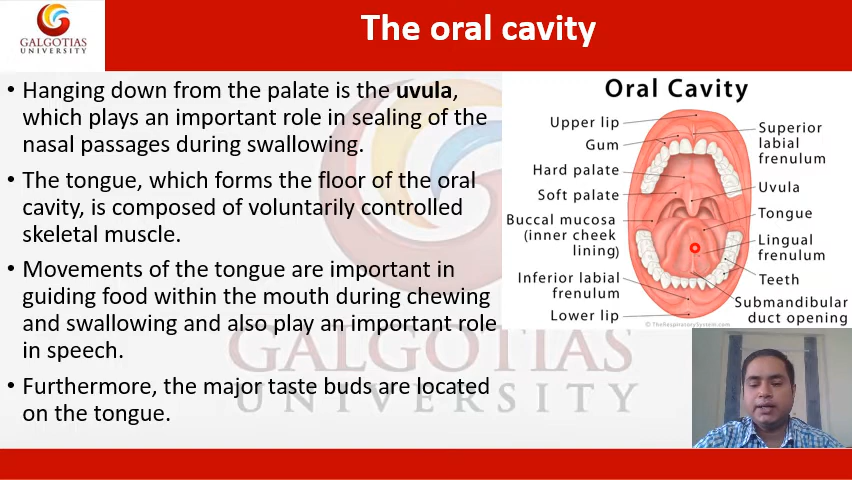 The oral cavity
GALGOTIAS
UNIVERSITY
• Hanging down from the palate is the uvula,
which plays an important role in sealing of the
nasal passages during swallowing.
• The tongue, which forms the floor of the oral
cavity, is composed of voluntarily controlled
skeletal muscle.
• Movements of the tongue are important in
guiding food within the mouth during chewing
and swallowing and also play an important role
in speech.
• Furthermore, the major taste buds are located
on the tongue.
GALGOTIAS
UNIVERSITY
Oral Cavity
Upper lip
Gum
Hard palate
Soft palate
Buccal mucosa
(inner cheek
lining)
Inferior labial
frenulum
Lower lip
Superior
labial
frenulum
Uvula
Tongue
Lingual
frenulum
Teeth
Submandibular
duct opening
© TheRespiratorySystem.com